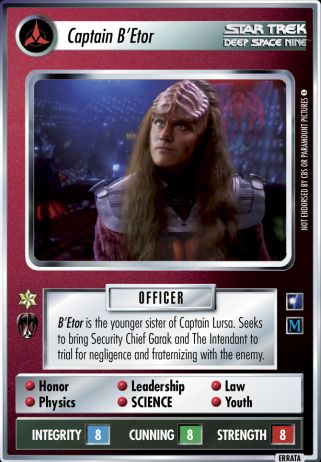 Captain B'Etor
STAR TREK
DEEP SPACE NINE
NOT ENDORSED BY CBS OR PARAMOUNT PICTURES 1
OFFICER
B'Etor is the younger sister of Captain Lursa. Seeks
to bring Security Chief Garak and The Intendant to
trial for negligence and fraternizing with the enemy.
M
Honor Leadership Law
Physics SCIENCE Youth
INTEGRITY 8 CUNNING 8 STRENGTH 8
ERRATA